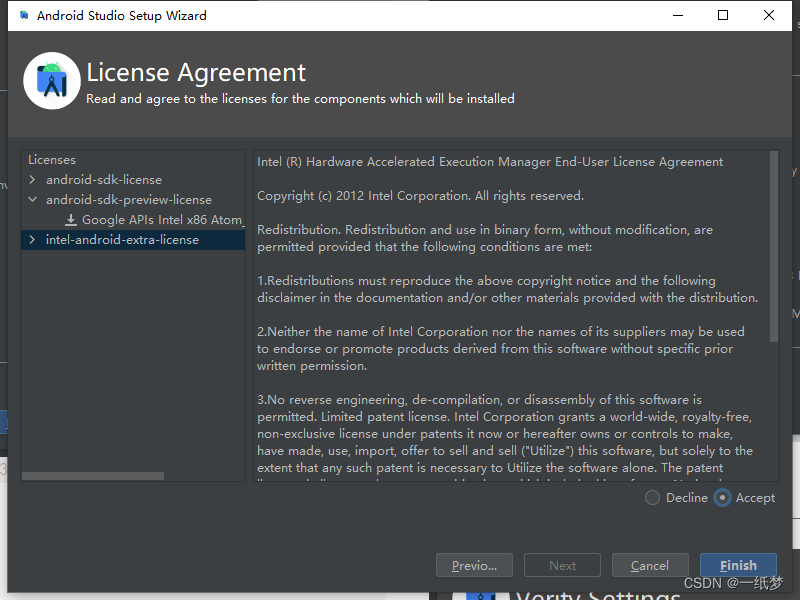 Android Studio Setup Wizard
License Agreement
Read and agree to the licenses for the components which will be installed
Licenses
android-sdk-license
android-sdk-preview-license
Google APIs Intel x86 Atom_
intel-android-extra-license
Intel (R) Hardware Accelerated Execution Manager End-User License Agreement
Copyright (c) 2012 Intel Corporation. All rights reserved.
Redistribution. Redistribution and use in binary form, without modification, are
permitted provided that the following conditions are met:
1.Redistributions must reproduce the above copyright notice and the following
disclaimer in the documentation and/or other materials provided with the distribution.
2.Neither the name of Intel Corporation nor the names of its suppliers may be used
to endorse or promote products derived from this software without specific prior
written permission.
3.No reverse engineering, de-compilation, or disassembly of this software is
permitted. Limited patent license. Intel Corporation grants a world-wide, royalty-free,
non-exclusive license under patents it now or hereafter owns or controls to make,
have made, use, import, offer to sell and sell ("Utilize") this software, but solely to the
extent that any such patent is necessary to Utilize the software alone. The patent
Decline
Accept
Previo...
Next
Cancel
Finish
CSDN @一纸梦
Verify Settings